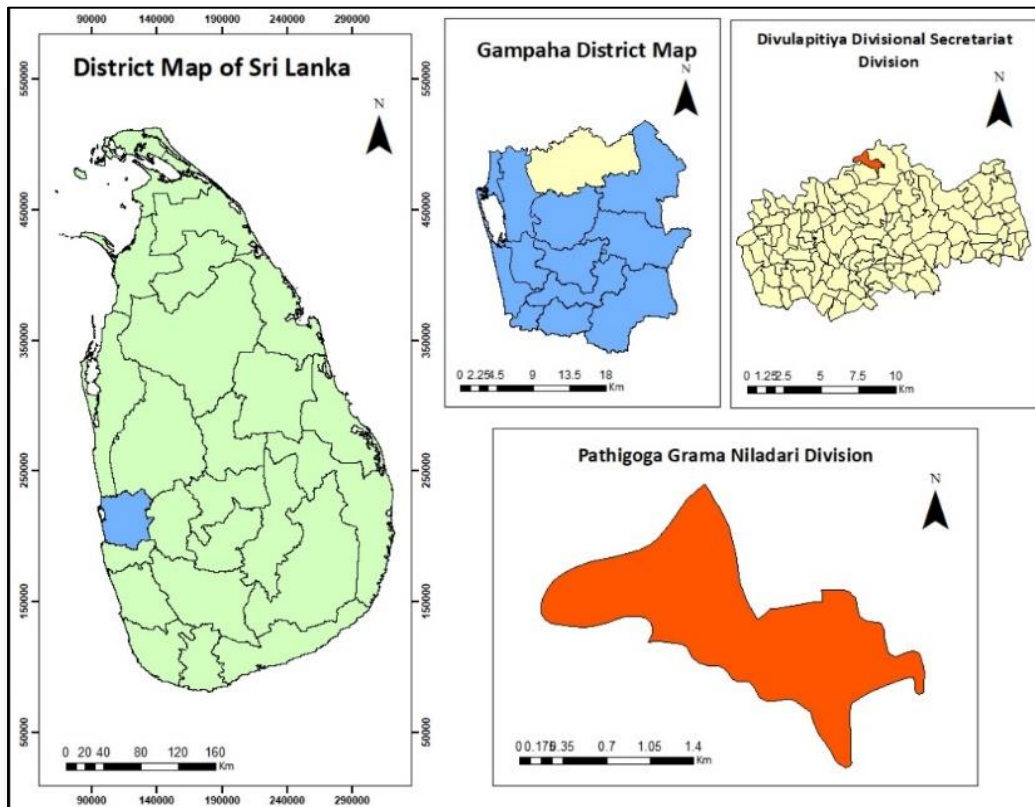 90000 140000 190000 240000 290000
District Map of Sri Lanka
N
550000
450000
350000
250000
150000
50000
550000
450000
350000
250000
150000
50000
0 20 40 80 120 160
Km
90000 140000 190000 240000 290000
Gampaha District Map
N
0 2.25 4.5 9 13.5 18
Km
Divulapitiya Divisional Secretariat
Division
N
0 1.25 2.5 5 7.5 10
Km
Pathigoga Grama Niladari Division
N
0 0.175 0.35 0.7 1.05 1.4
Km